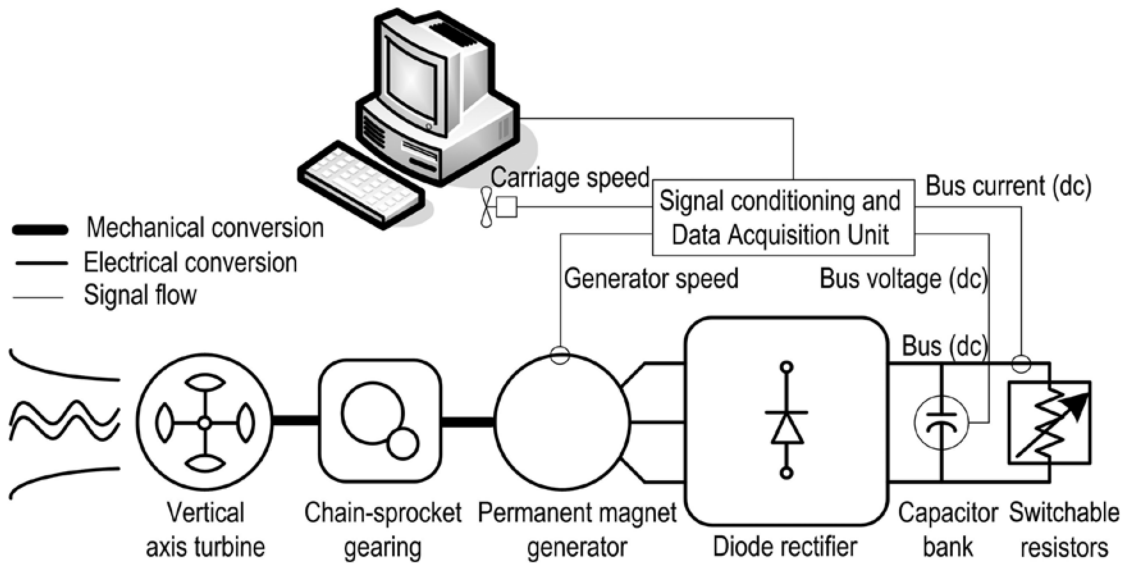 Carriage speed
Signal conditioning and
Data Acquisition Unit
Bus current (dc)
Mechanical conversion
Electrical conversion
Signal flow
Generator speed
Bus voltage (dc)
Bus (dc)
Vertical
axis turbine
Chain-sprocket
gearing
Permanent magnet
generator
Diode rectifier
Capacitor
bank
Switchable
resistors